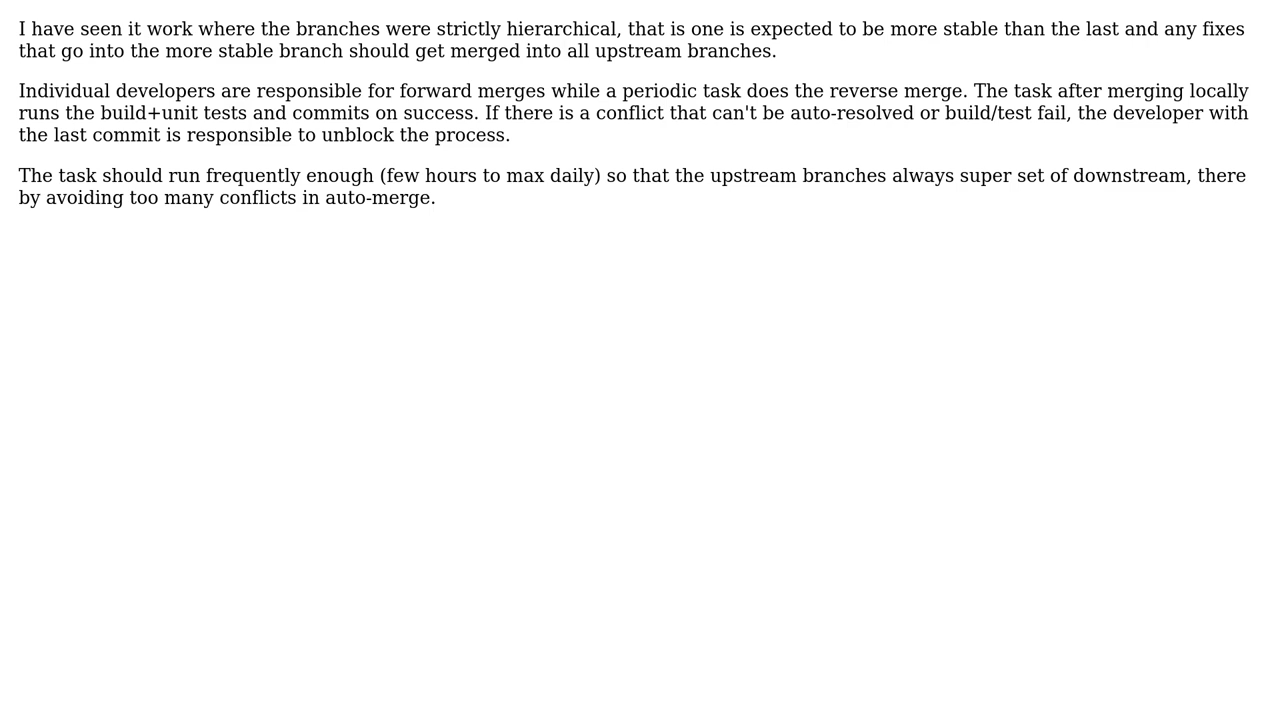 I have seen it work where the branches were strictly hierarchical, that is one is expected to be more stable than the last and any fixes
that go into the more stable branch should get merged into all upstream branches.
Individual developers are responsible for forward merges while a periodic task does the reverse merge. The task after merging locally
runs the build+unit tests and commits on success. If there is a conflict that can't be auto-resolved or build/test fail, the developer with
the last commit is responsible to unblock the process.
The task should run frequently enough (few hours to max daily) so that the upstream branches always super set of downstream, there
by avoiding too many conflicts in auto-merge.